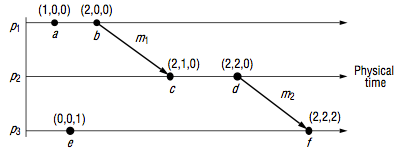 (1,0,0) (2,0,0)
p1
a b m1
(2,1,0) (2,2,0)
p2 Physical
time
c d m2
(0,0,1) (2,2,2)
p3
e f